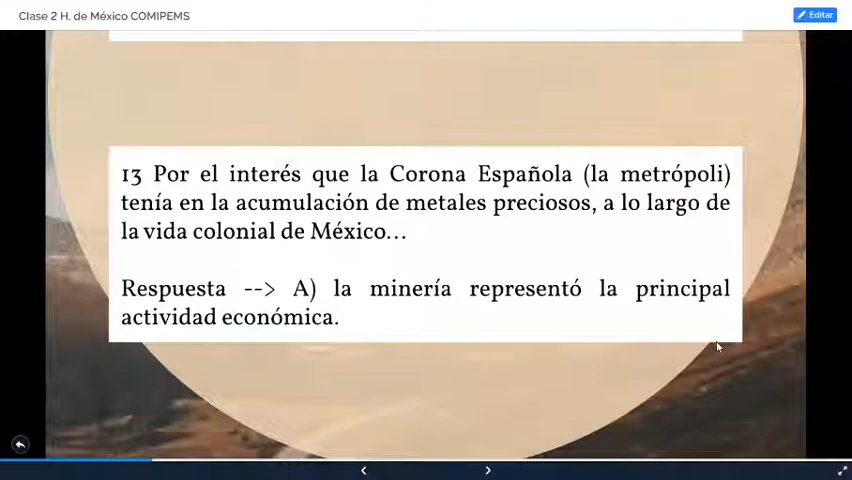 Clase 2 H. de México COMIPEMS
Editar
13 Por el interés que la Corona Española (la metrópoli)
tenía en la acumulación de metales preciosos, a lo largo de
la vida colonial de México...
Respuesta --> A) la minería representó la principal
actividad económica.